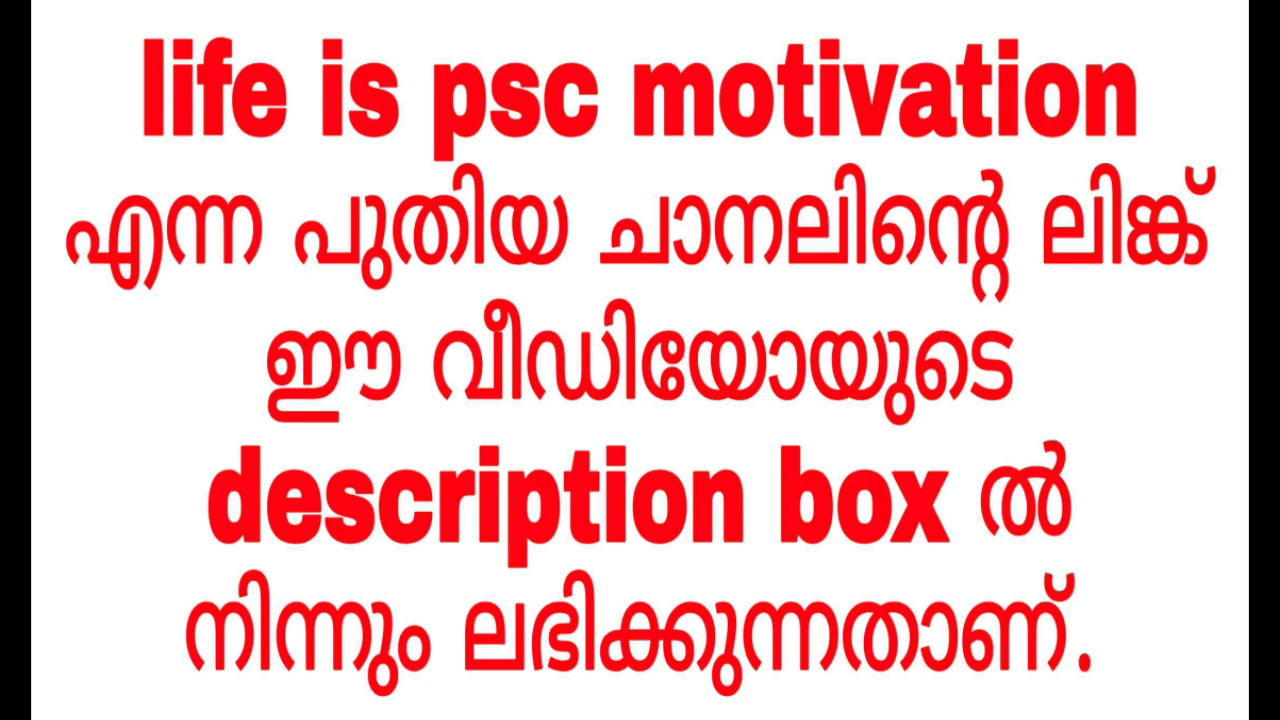 life is psc motivation
എന്ന പുതിയ ചാനലിന്റെ ലിങ്ക്
ഈ വീഡിയോയുടെ
description box ൽ
നിന്നും ലഭിക്കുന്നതാണ്.